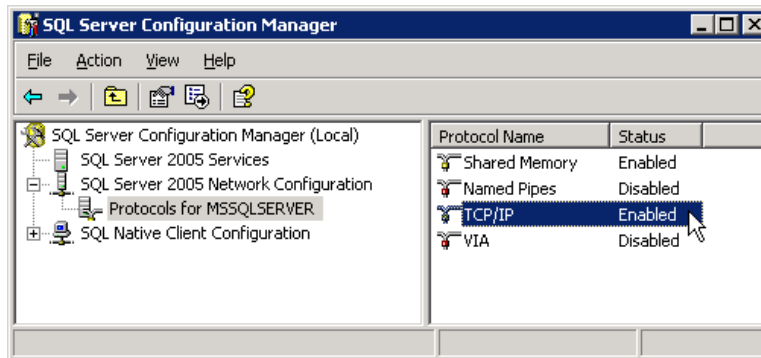 SQL Server Configuration Manager
File Action View Help
SQL Server Configuration Manager (Local)
SQL Server 2005 Services
SQL Server 2005 Network Configuration
Protocols for MSSQLSERVER
SQL Native Client Configuration
Protocol Name Status
Shared Memory Enabled
Named Pipes Disabled
TCP/IP Enabled
VIA Disabled